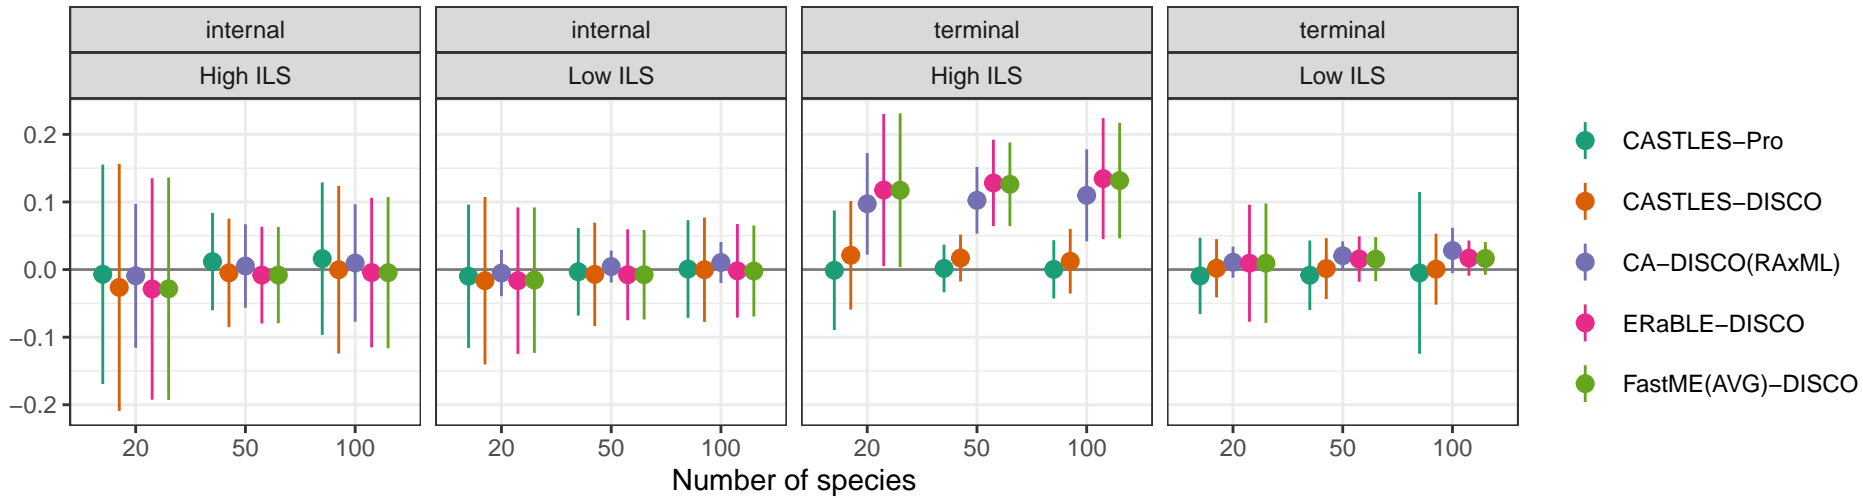 internal
internal
terminal
terminal
High ILS
Low ILS
High ILS
Low ILS
0.2
0.1
0.0
−0.1
−0.2
20 50 100
20 50 100
20 50 100
20 50 100
Number of species
CASTLES−Pro
CASTLES−DISCO
CA−DISCO(RAxML)
ERaBLE−DISCO
FastME(AVG)−DISCO